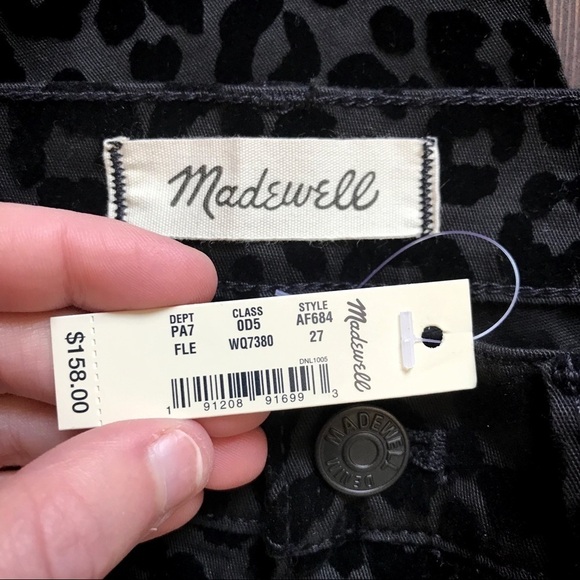 Madewell
$158.00
DEPT CLASS STYLE
PA7 0D5 AF684
FLE WQ7380 27
DNL1005
1 91208 91699 3
Madewell
MADEWELL
DENIM